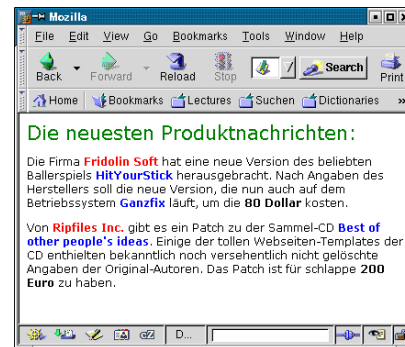 Mozilla
File Edit View Go Bookmarks Tools Window Help
Back Forward Reload Stop Search Print
Home Bookmarks Lectures Suchen Dictionaries »
Die neuesten Produktnachrichten:
Die Firma Fridolin Soft hat eine neue Version des beliebten
Ballerspiels HitYourStick herausgebracht. Nach Angaben des
Herstellers soll die neue Version, die nun auch auf dem
Betriebssystem Ganzfix läuft, um die 80 Dollar kosten.
Von Ripfiles Inc. gibt es ein Patch zu der Sammel-CD Best of
other people's ideas. Einige der tollen Webseiten-Templates der
CD enthielten bekanntlich noch versehentlich nicht gelöschte
Angaben der Original-Autoren. Das Patch ist für schlappe 200
Euro zu haben.
D...